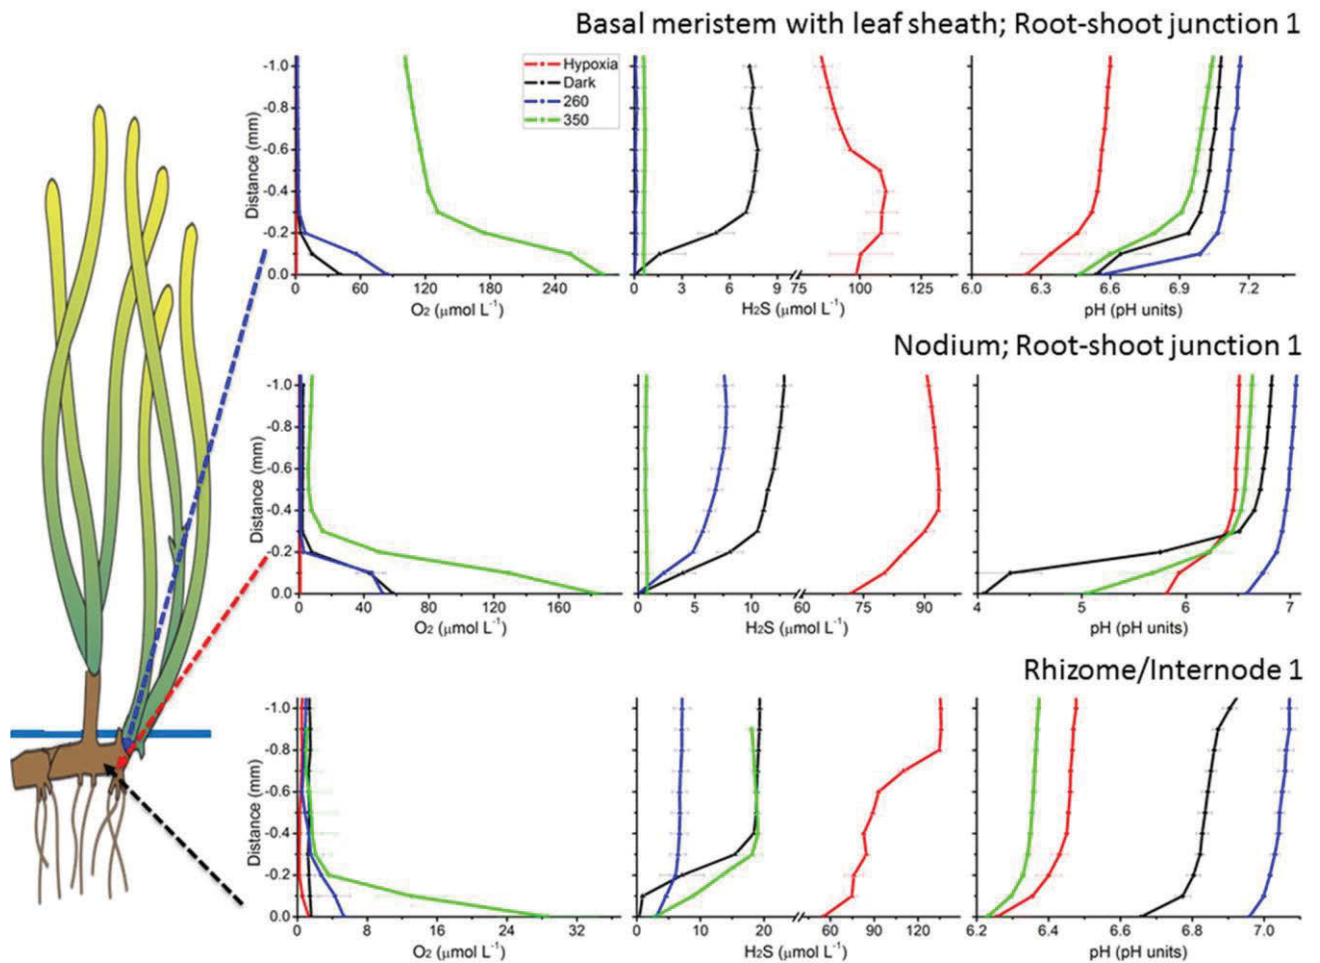 Basal meristem with leaf sheath; Root-shoot junction 1
Hypoxia
Dark
260
350
Distance (mm)
-1.0
-0.8
-0.6
-0.4
-0.2
0.0
0 60 120 180 240
O2 (μmol L-1)
0 3 6 9 75 100 125
H2S (μmol L-1)
6.0 6.3 6.6 6.9 7.2
pH (pH units)
Nodium; Root-shoot junction 1
Distance (mm)
-1.0
-0.8
-0.6
-0.4
-0.2
0.0
0 40 80 120 160
O2 (μmol L-1)
0 5 10 60 75 90
H2S (μmol L-1)
4 5 6 7
pH (pH units)
Rhizome/Internode 1
Distance (mm)
-1.0
-0.8
-0.6
-0.4
-0.2
0.0
0 8 16 24 32
O2 (μmol L-1)
0 10 20 60 90 120
H2S (μmol L-1)
6.2 6.4 6.6 6.8 7.0
pH (pH units)